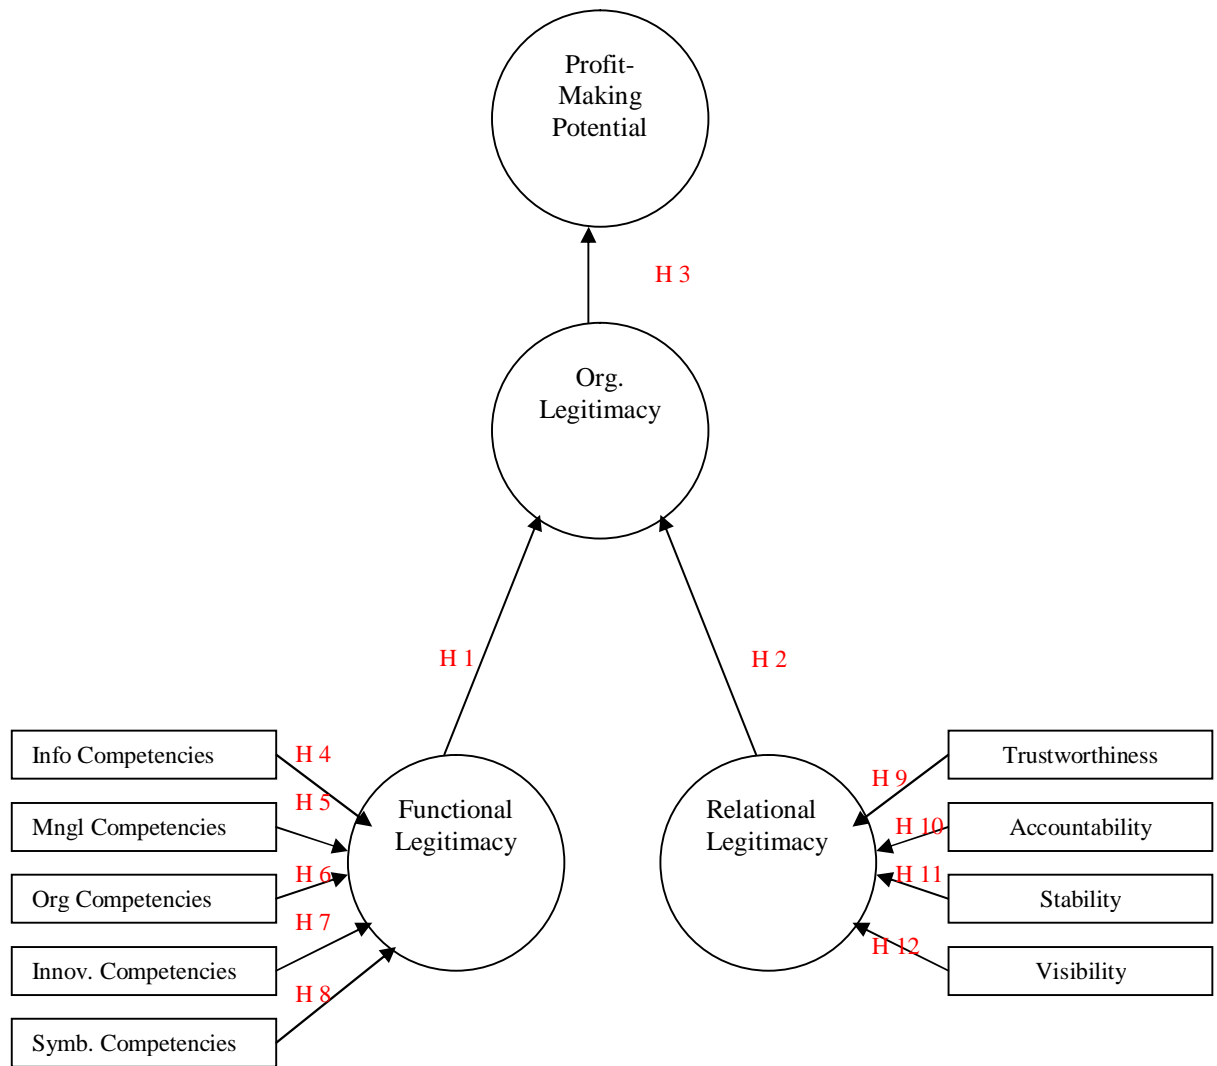 Profit-
Making
Potential
H 3
Org.
Legitimacy
H 1
H 2
Info Competencies
H 4
Mngl Competencies
H 5
Org Competencies
H 6
Innov. Competencies
H 7
Symb. Competencies
H 8
Functional
Legitimacy
Relational
Legitimacy
H 9
Trustworthiness
H 10
Accountability
H 11
Stability
H 12
Visibility